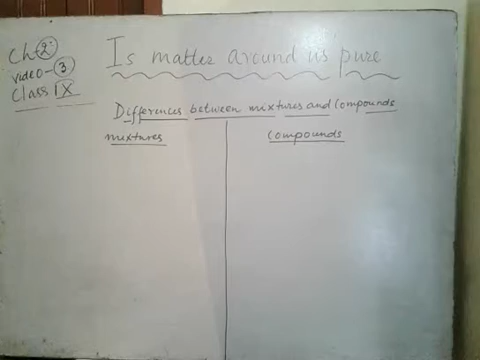 Ch-2
video-3
Class IX
Is matter around us pure
Differences between mixtures and Compounds
mixtures
Compounds